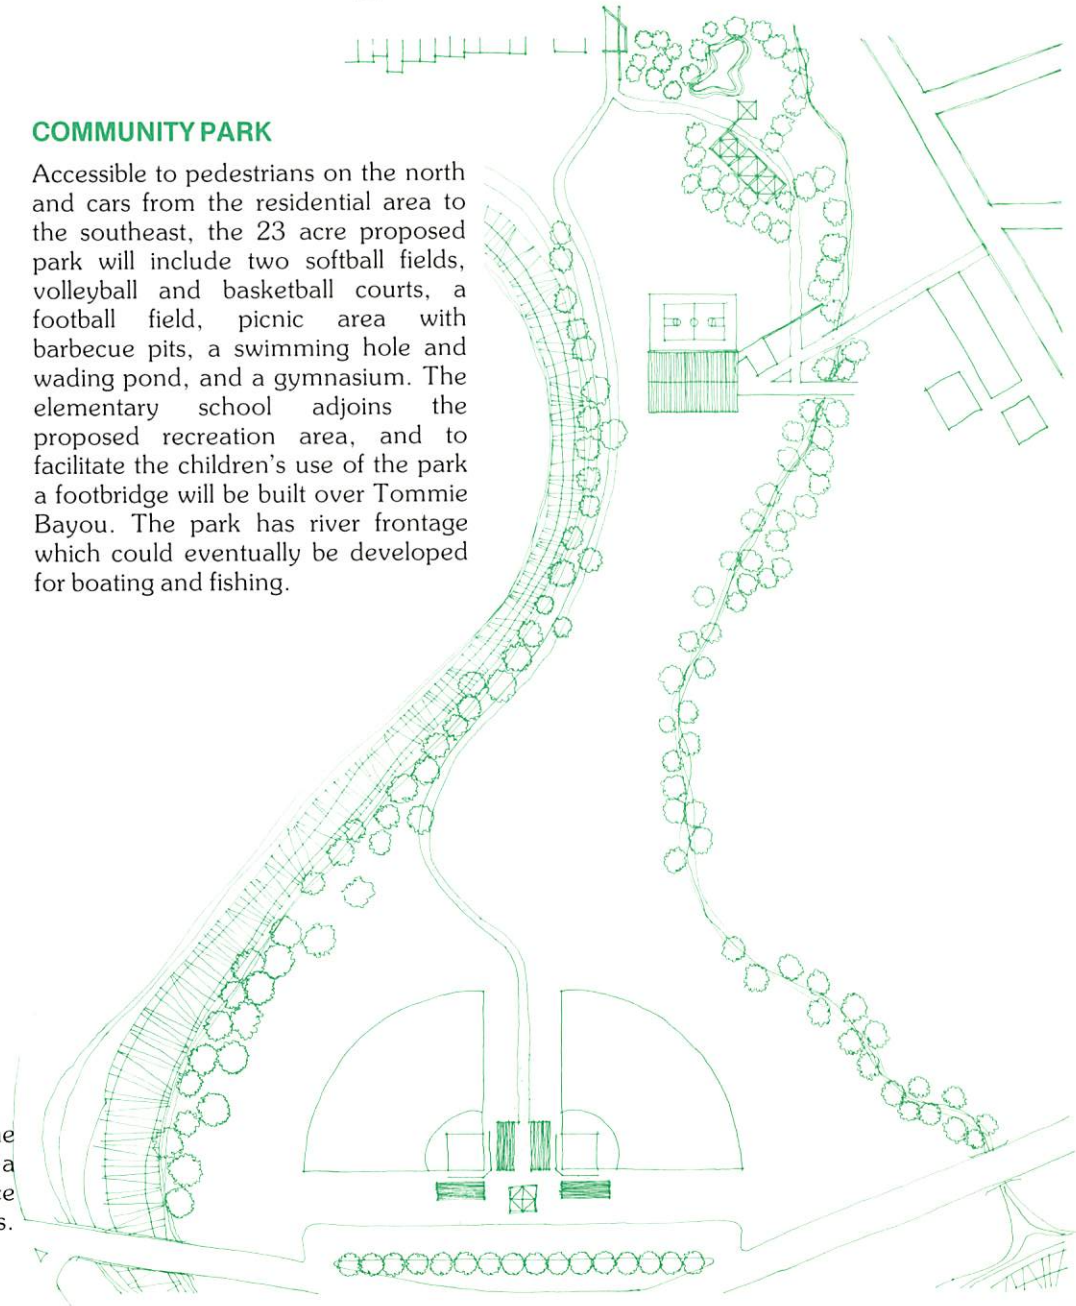 COMMUNITY PARK
Accessible to pedestrians on the north
and cars from the residential area to
the southeast, the 23 acre proposed
park will include two softball fields,
volleyball and basketball courts, a
football field, picnic area with
barbecue pits, a swimming hole and
wading pond, and a gymnasium. The
elementary school adjoins the
proposed recreation area, and to
facilitate the children's use of the park
a footbridge will be built over Tommie
Bayou. The park has river frontage
which could eventually be developed
for boating and fishing.
a